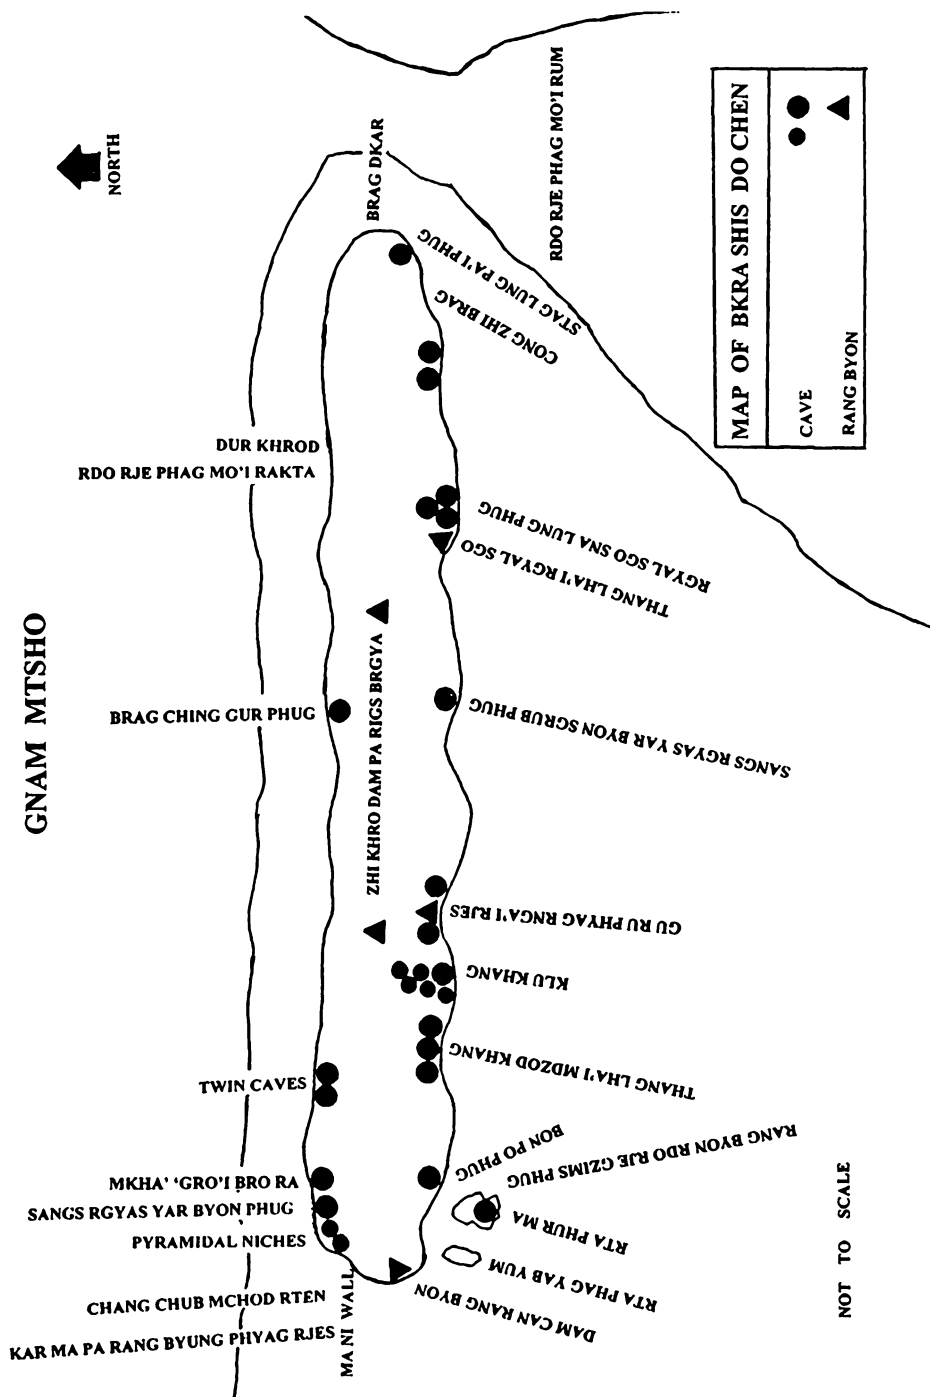 MAP OF BKRA SHIS DO CHEN
CAVE
RANG BYON
NORTH
GNAM MTSHO
BRAG DKAR
RDO RJE PHAG MO'I RUM
STAG LUNG PA'I PHUG
CONG ZHI BRAG
DUR KHROD
RDO RJE PHAG MO'I RAKTA
RGYAL SGO SNA LUNG PHUG
THANG LHA'I RGYAL SGO
ZHI KHRO DAM PA RIGS BRGYA
BRAG CHING GUR PHUG
SANGS RGYAS YAR BYON SGRUB PHUG
GU RU PHYAG RNGA'I RJES
KLU KHANG
THANG LHA'I MDZOD KHANG
TWIN CAVES
BON PO PHUG
RANG BYON RDO RJE GZIMS PHUG
MKHA' 'GRO'I BRO RA
SANGS RGYAS YAR BYON PHUG
PYRAMIDAL NICHES
RTA PHUR MA
RTA PHAG YAB YUM
DAM CAN RANG BYON
CHANG CHUB MCHOD RTEN
KAR MA PA RANG BYUNG PHYAG RJES
MA NI WALL
NOT TO SCALE